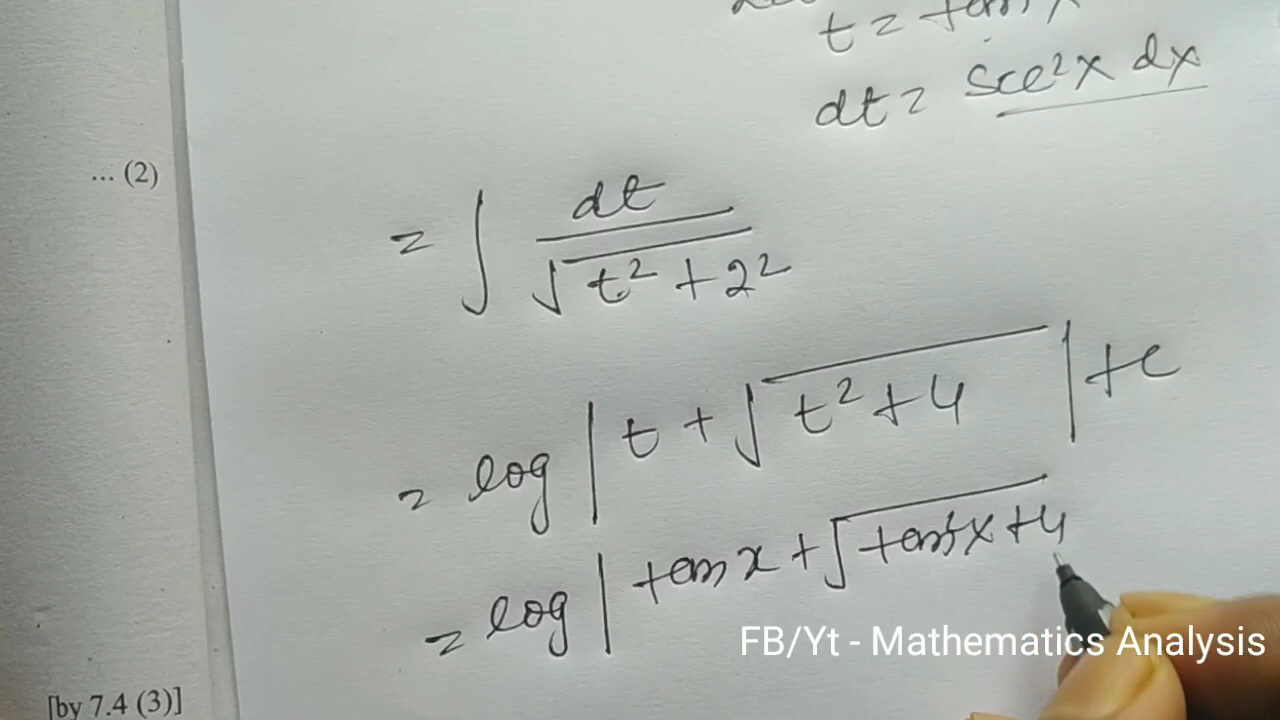 t = tan x
dt = sec²x dx
... (2)
= ∫ dt / √(t² + 2²)
= log | t + √(t² + 4) | + c
= log | tan x + √(tan²x + 4)
FB/Yt - Mathematics Analysis
[by 7.4 (3)]